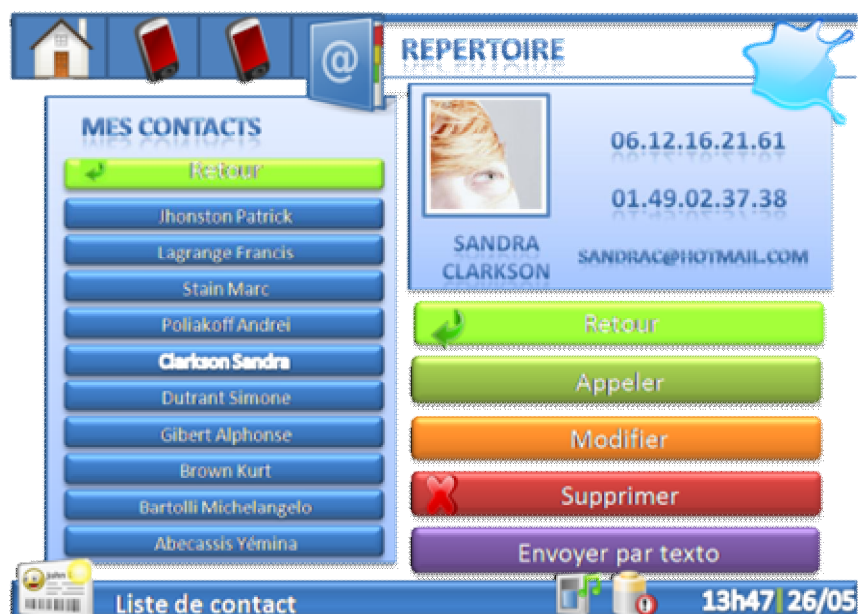 REPERTOIRE
MES CONTACTS
Retour
Jhonston Patrick
Lagrange Francis
Stain Marc
Poliakoff Andrei
Clarkson Sandra
Dutrant Simone
Gibert Alphonse
Brown Kurt
Bartolli Michelangelo
Abecassis Yémina
06.12.16.21.61
01.49.02.37.38
SANDRA
CLARKSON
SANDRAC@HOTMAIL.COM
Retour
Appeler
Modifier
Supprimer
Envoyer par texto
John
Liste de contact
13h47 26/05